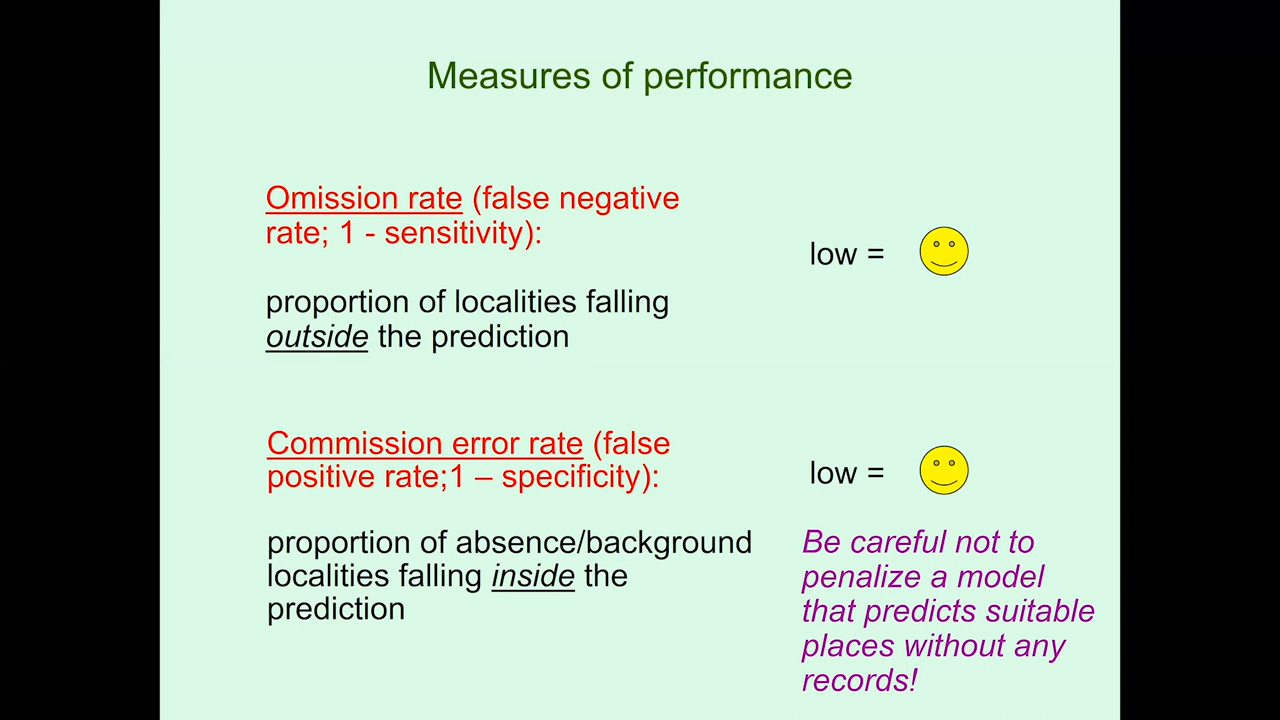 Measures of performance
Omission rate (false negative
rate; 1 - sensitivity):
low =
proportion of localities falling
outside the prediction
Commission error rate (false
positive rate;1 – specificity):
low =
proportion of absence/background
localities falling inside the
prediction
Be careful not to
penalize a model
that predicts suitable
places without any
records!